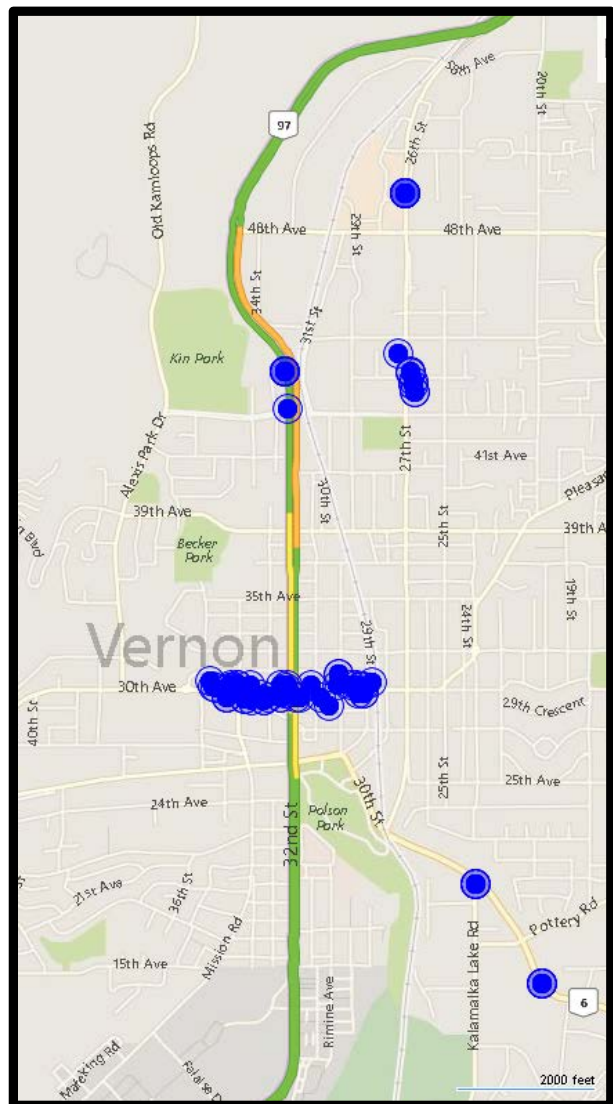 20th St
97
26th St
Old Kamloops Rd
29th St
48th Ave
48th Ave
34th St
31st St
Kin Park
27th St
41st Ave
Alexis Park Dr
30th St
39th Ave
25th St
39th Av
Becker
Park
19th St
35th Ave
24th St
Vernon
29th St
30th Ave
40th St
29th Crescent
25th St
25th Ave
30th St
24th Ave
Polson
Park
32nd St
21st Ave
36th St
Pottery Rd
Mission Rd
15th Ave
Kalamalka Lake Rd
6
Rimine Ave
2000 feet